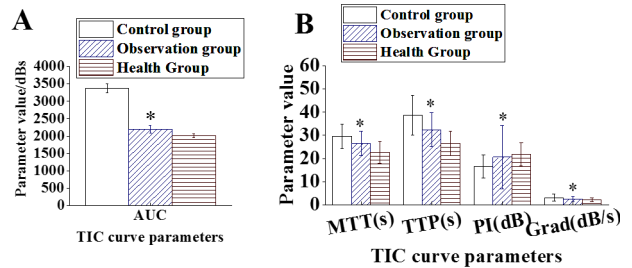 A
Control group
Observation group
Health Group
Parameter value/dBs
4000
3500
3000
2500
2000
1500
1000
500
0
*
AUC
TIC curve parameters
B
Control group
Observation group
Health Group
Parameter value
60
50
40
30
20
10
0
* * * *
MTT(s) TTP(s) PI(dB) Grad(dB/s)
TIC curve parameters